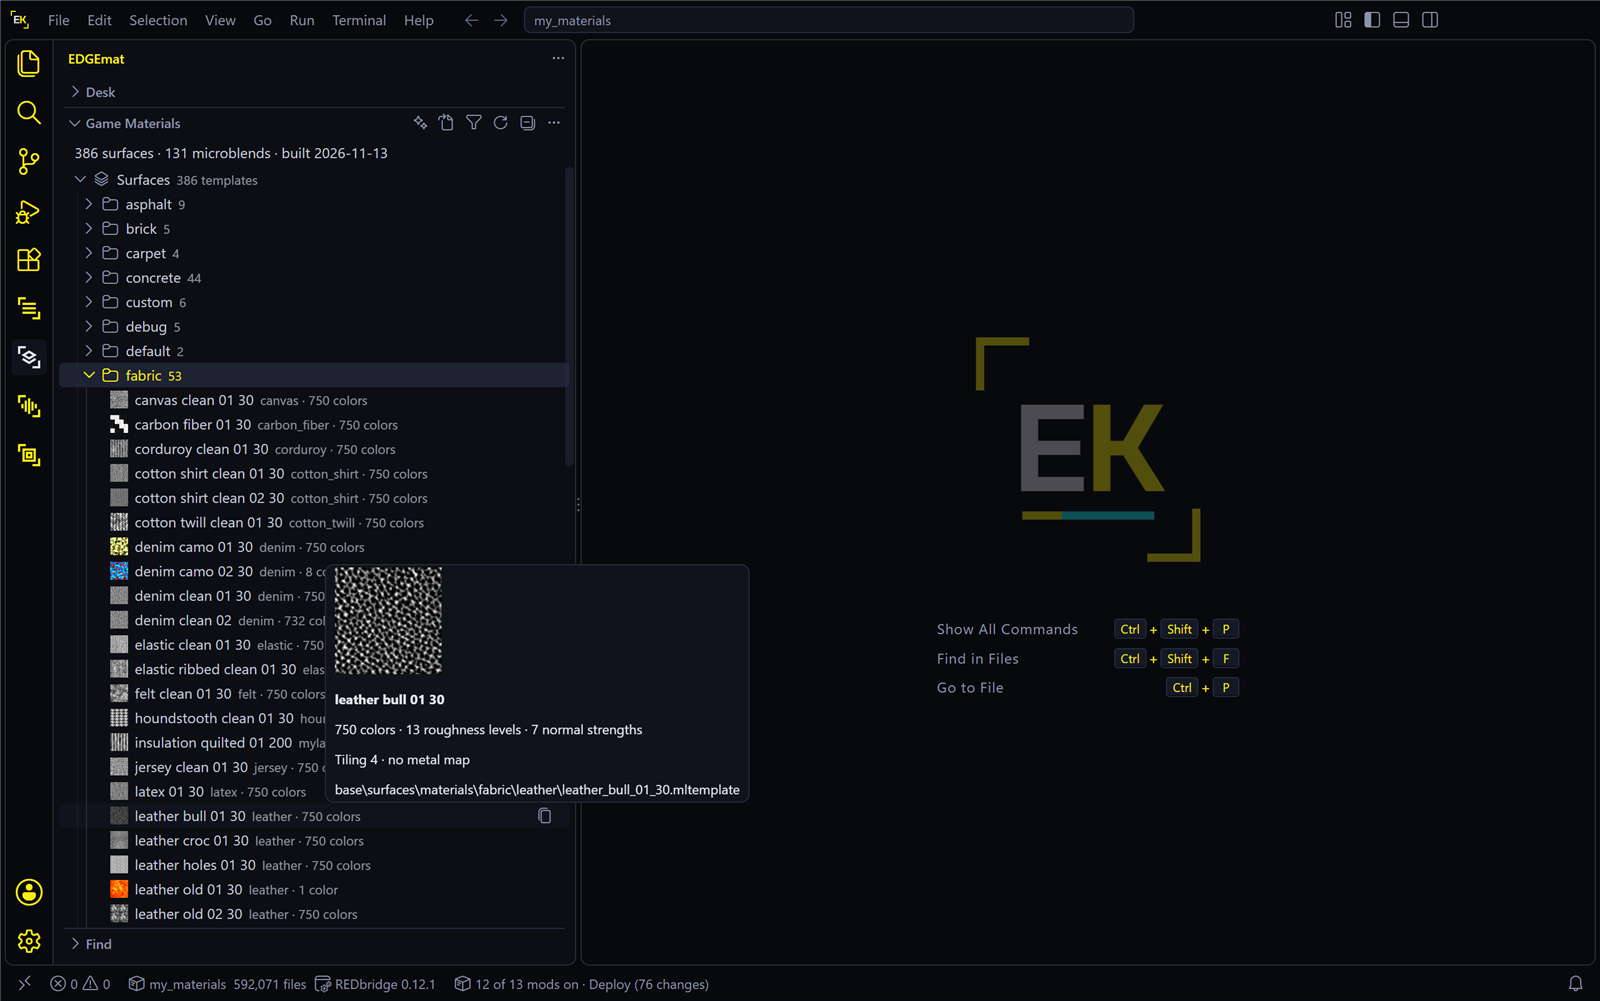 EK File Edit Selection View Go Run Terminal Help my_materials
EDGEmat
Desk
Game Materials
386 surfaces · 131 microblends · built 2026-11-13
Surfaces 386 templates
asphalt 9
brick 5
carpet 4
concrete 44
custom 6
debug 5
default 2
fabric 53
canvas clean 01 30 canvas · 750 colors
carbon fiber 01 30 carbon_fiber · 750 colors
corduroy clean 01 30 corduroy · 750 colors
cotton shirt clean 01 30 cotton_shirt · 750 colors
cotton shirt clean 02 30 cotton_shirt · 750 colors
cotton twill clean 01 30 cotton_twill · 750 colors
denim camo 01 30 denim · 750 colors
denim camo 02 30 denim · 8 co
denim clean 01 30 denim · 750
denim clean 02 denim · 732 col
elastic clean 01 30 elastic · 750
elastic ribbed clean 01 30 elas
felt clean 01 30 felt · 750 colors
houndstooth clean 01 30 hour
insulation quilted 01 200 myla
jersey clean 01 30 jersey · 750 c
latex 01 30 latex · 750 colors
leather bull 01 30 leather · 750 colors
leather croc 01 30 leather · 750 colors
leather holes 01 30 leather · 750 colors
leather old 01 30 leather · 1 color
leather old 02 30 leather · 750 colors
Find
leather bull 01 30
750 colors · 13 roughness levels · 7 normal strengths
Tiling 4 · no metal map
base\surfaces\materials\fabric\leather\leather_bull_01_30.mltemplate
EK
Show All Commands Ctrl + Shift + P
Find in Files Ctrl + Shift + F
Go to File Ctrl + P
0 0 my_materials 592,071 files REDbridge 0.12.1 12 of 13 mods on · Deploy (76 changes)